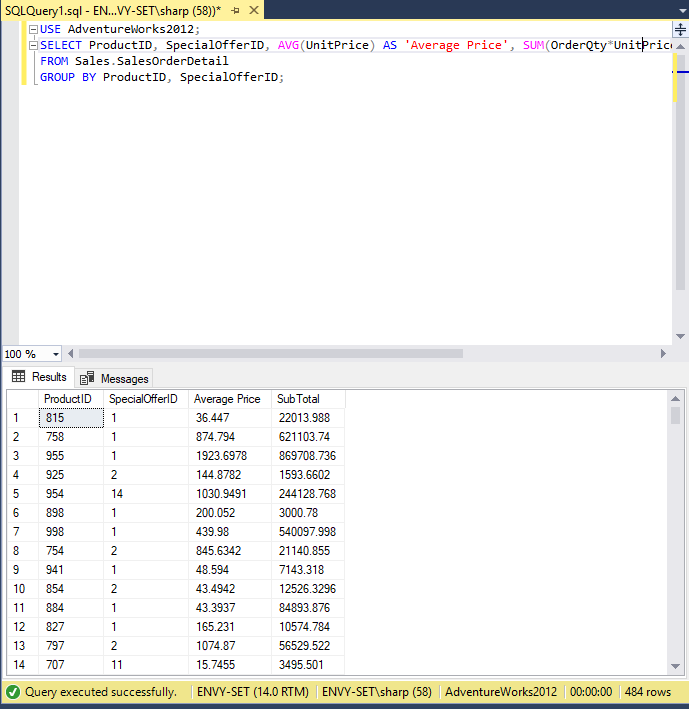 SQLQuery1.sql - EN...VY-SET\sharp (58))*
USE AdventureWorks2012;
SELECT ProductID, SpecialOfferID, AVG(UnitPrice) AS 'Average Price', SUM(OrderQty*UnitPrice
FROM Sales.SalesOrderDetail
GROUP BY ProductID, SpecialOfferID;
100 %
Results Messages
ProductID SpecialOfferID Average Price SubTotal
1 815 1 36.447 22013.988
2 758 1 874.794 621103.74
3 955 1 1923.6978 869708.736
4 925 2 144.8782 1593.6602
5 954 14 1030.9491 244128.768
6 898 1 200.052 3000.78
7 998 1 439.98 540097.998
8 754 2 845.6342 21140.855
9 941 1 48.594 7143.318
10 854 2 43.4942 12526.3296
11 884 1 43.3937 84893.876
12 827 1 165.231 10574.784
13 797 2 1074.87 56529.522
14 707 11 15.7455 3495.501
Query executed successfully. ENVY-SET (14.0 RTM) ENVY-SET\sharp (58) AdventureWorks2012 00:00:00 484 rows